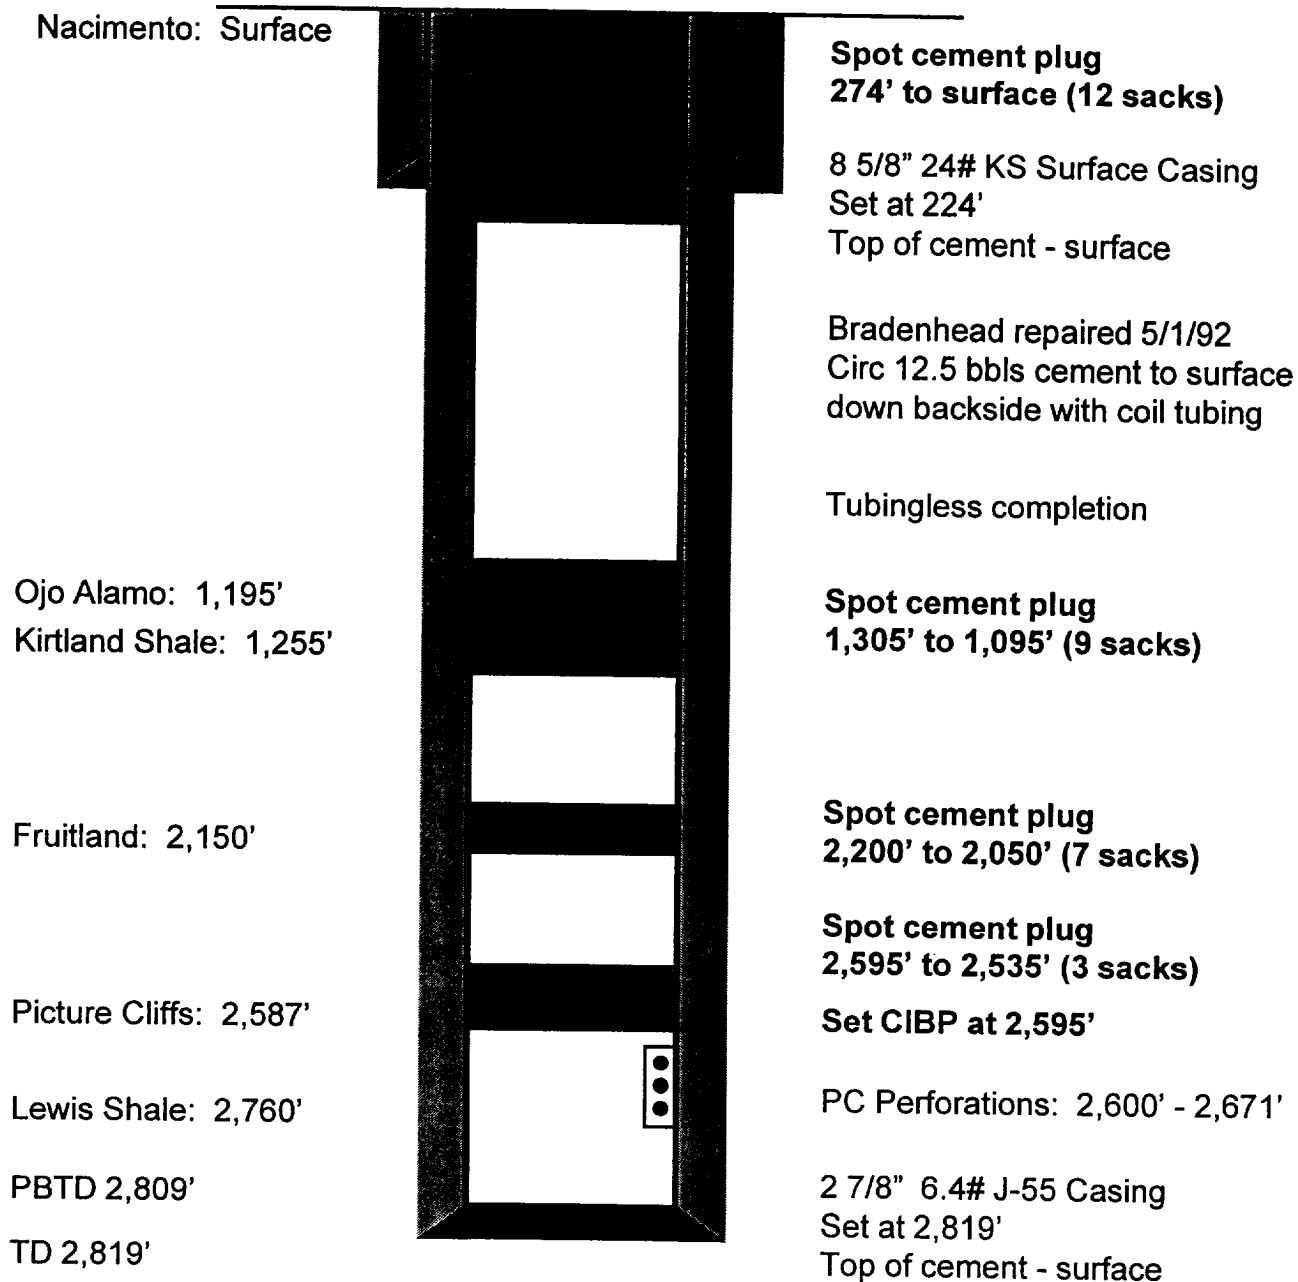 Nacimento: Surface
Spot cement plug
274’ to surface (12 sacks)
8 5/8” 24# KS Surface Casing
Set at 224’
Top of cement - surface
Bradenhead repaired 5/1/92
Circ 12.5 bbls cement to surface
down backside with coil tubing
Tubingless completion
Ojo Alamo: 1,195’
Kirtland Shale: 1,255’
Spot cement plug
1,305’ to 1,095’ (9 sacks)
Fruitland: 2,150’
Spot cement plug
2,200’ to 2,050’ (7 sacks)
Spot cement plug
2,595’ to 2,535’ (3 sacks)
Picture Cliffs: 2,587’
Set CIBP at 2,595’
Lewis Shale: 2,760’
PC Perforations: 2,600’ - 2,671’
PBTD 2,809’
TD 2,819’
2 7/8” 6.4# J-55 Casing
Set at 2,819’
Top of cement - surface